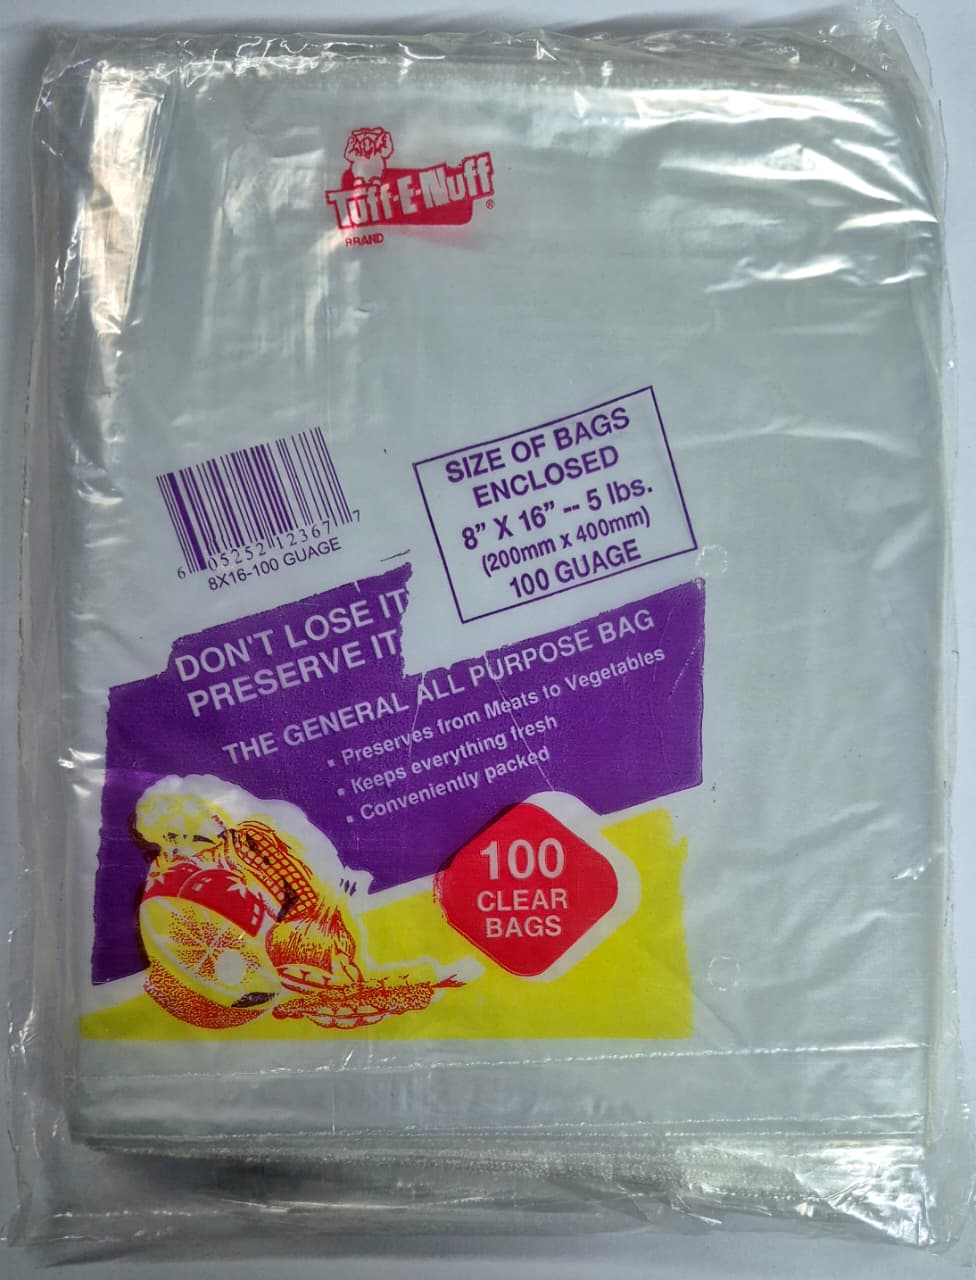 Tuff-E-Nuff®
BRAND
SIZE OF BAGS
ENCLOSED
8” X 16” -- 5 lbs.
(200mm x 400mm)
100 GUAGE
6 05252 12367 7
8X16-100 GUAGE
DON'T LOSE IT
PRESERVE IT
THE GENERAL ALL PURPOSE BAG
▪ Preserves from Meats to Vegetables
▪ Keeps everything fresh
▪ Conveniently packed
100
CLEAR
BAGS